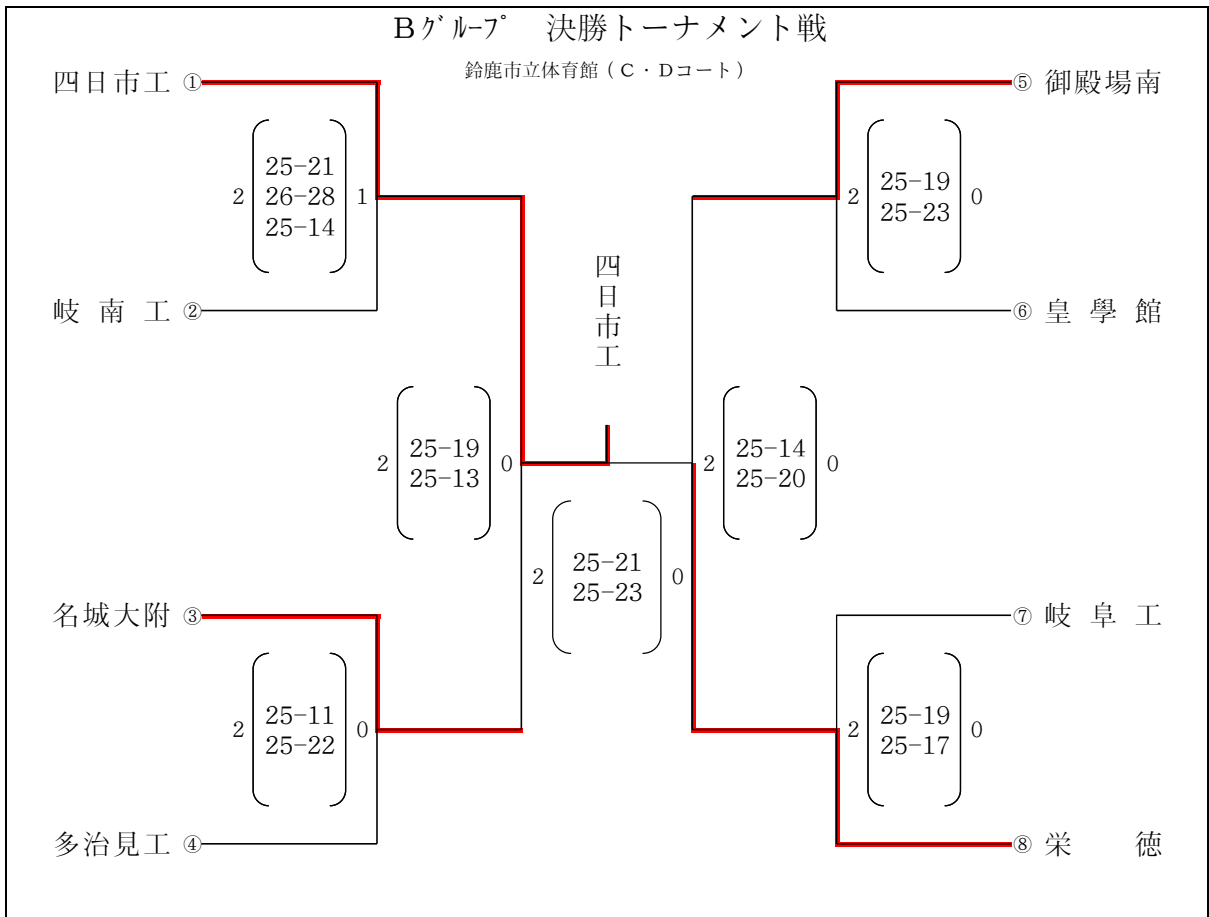 Bｸﾞﾙｰﾌﾟ 決勝トーナメント戦
鈴鹿市立体育館(C・Dコート)
四日市工 ①
⑤ 御殿場南
2
25-21
26-28
25-14
1
2
25-19
25-23
0
四日市工
岐南工 ②
⑥ 皇學館
2
25-19
25-13
0
2
25-14
25-20
0
2
25-21
25-23
0
名城大附 ③
⑦ 岐阜工
2
25-11
25-22
0
2
25-19
25-17
0
多治見工 ④
⑧ 栄徳